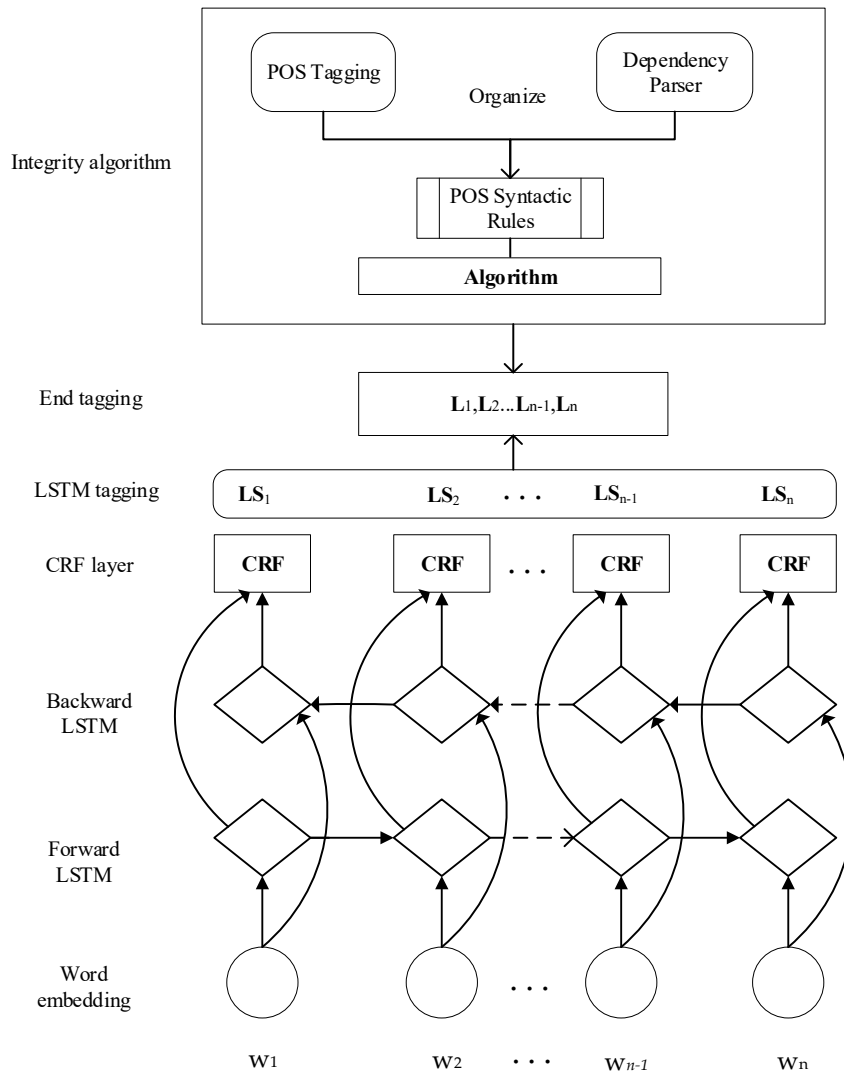 POS Tagging
Dependency
Parser
Organize
Integrity algorithm
POS Syntactic
Rules
Algorithm
End tagging
L1,L2...Ln-1,Ln
LSTM tagging
LS1 LS2 . . . LSn-1 LSn
CRF layer
CRF CRF . . . CRF CRF
Backward
LSTM
Forward
LSTM
Word
embedding
. . .
w1 w2 . . . wn-1 wn